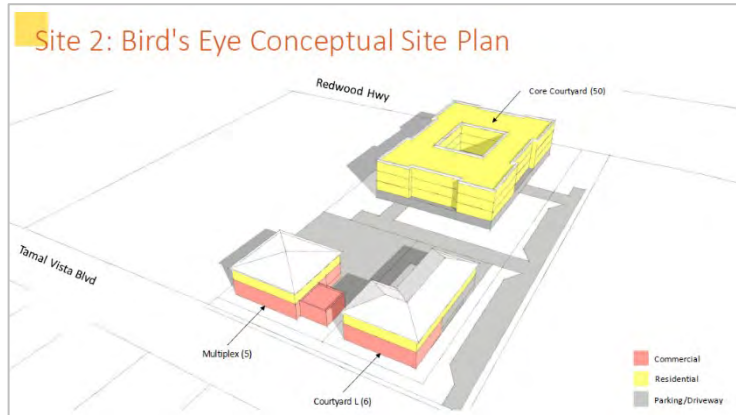 Site 2: Bird's Eye Conceptual Site Plan
Redwood Hwy
Core Courtyard (50)
Tamal Vista Blvd
Multiplex (5)
Courtyard L (6)
Commercial
Residential
Parking/Driveway